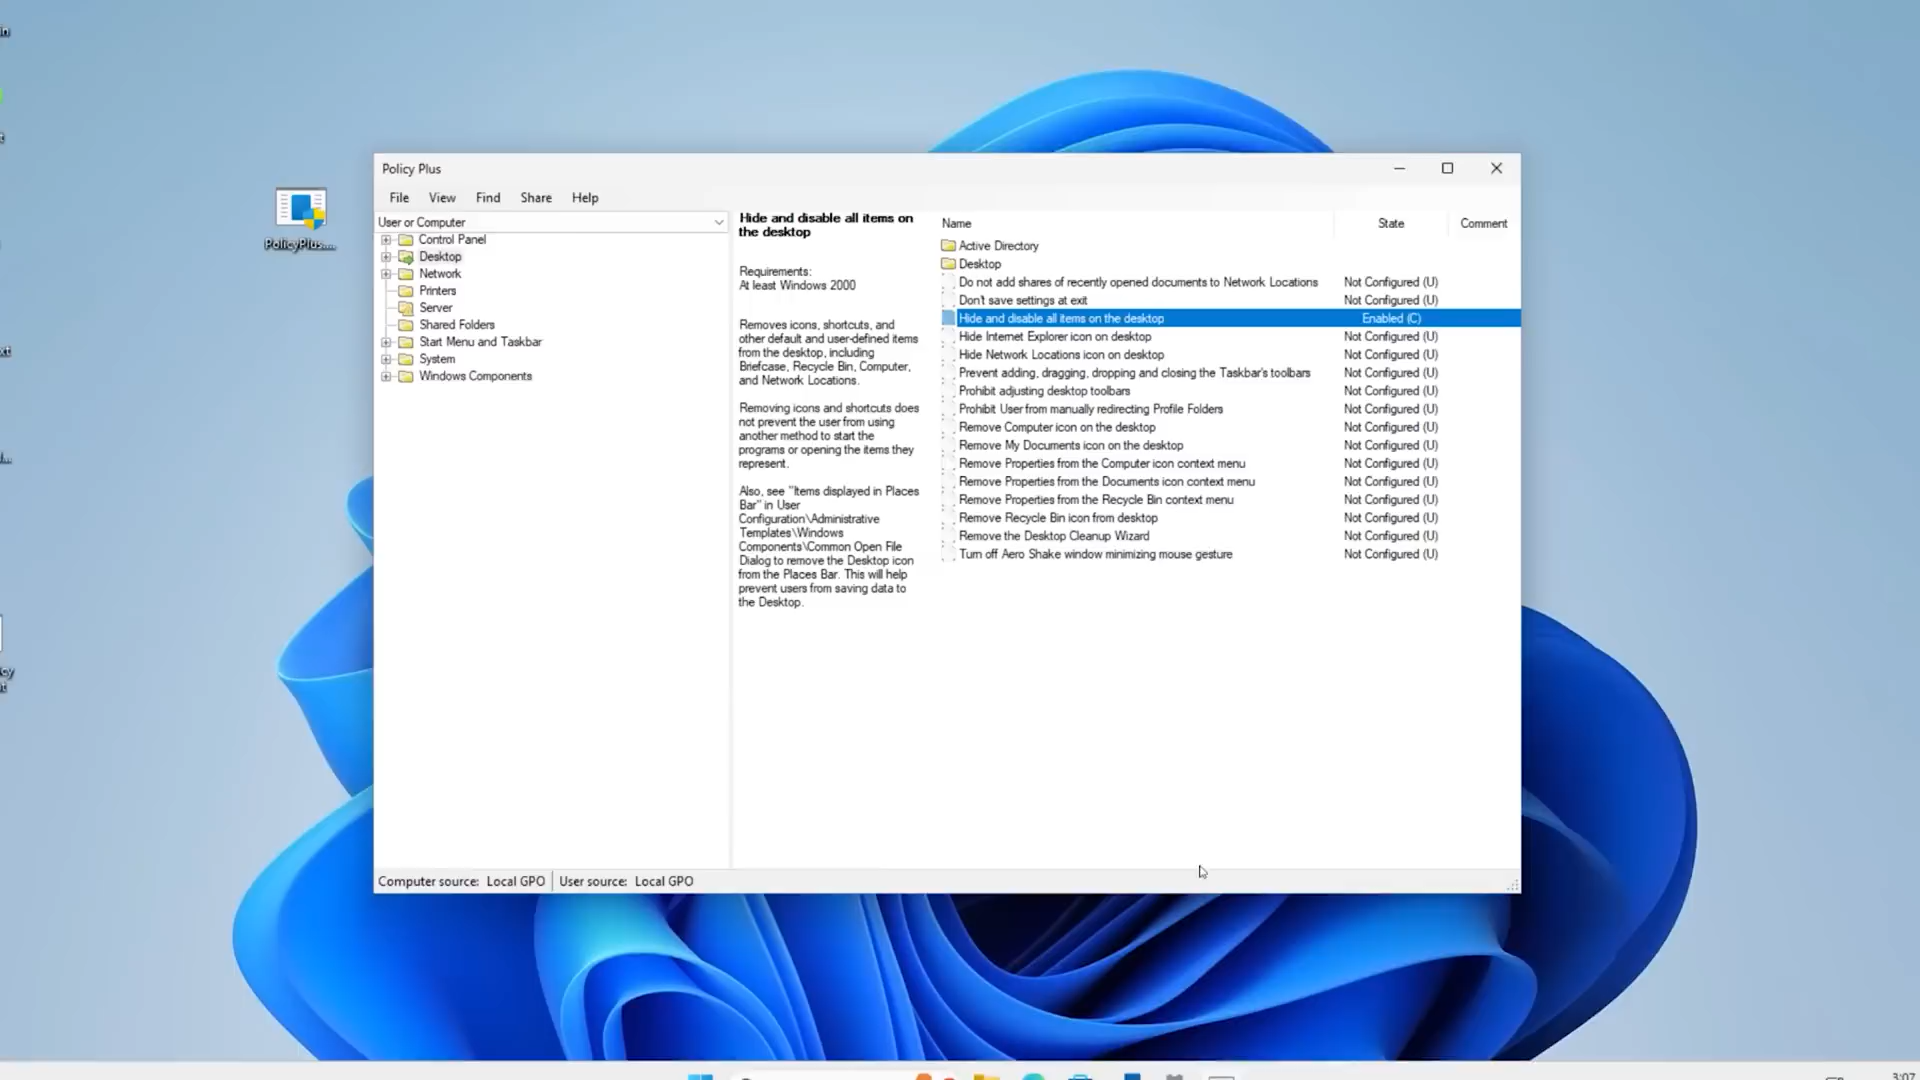 in
Policy Plus
File View Find Share Help
PolicyPlus....
User or Computer
Control Panel
Desktop
Network
Printers
Server
Shared Folders
Start Menu and Taskbar
System
Windows Components
Hide and disable all items on
the desktop
Requirements:
At least Windows 2000
Removes icons, shortcuts, and
other default and user-defined items
from the desktop, including
Briefcase, Recycle Bin, Computer,
and Network Locations.
Removing icons and shortcuts does
not prevent the user from using
another method to start the
programs or opening the items they
represent.
Also, see "Items displayed in Places
Bar" in User
Configuration\Administrative
Templates\Windows
Components\Common Open File
Dialog to remove the Desktop icon
from the Places Bar. This will help
prevent users from saving data to
the Desktop.
Name State Comment
Active Directory
Desktop
Do not add shares of recently opened documents to Network Locations Not Configured (U)
Don't save settings at exit Not Configured (U)
Hide and disable all items on the desktop Enabled (C)
Hide Internet Explorer icon on desktop Not Configured (U)
Hide Network Locations icon on desktop Not Configured (U)
Prevent adding, dragging, dropping and closing the Taskbar's toolbars Not Configured (U)
Prohibit adjusting desktop toolbars Not Configured (U)
Prohibit User from manually redirecting Profile Folders Not Configured (U)
Remove Computer icon on the desktop Not Configured (U)
Remove My Documents icon on the desktop Not Configured (U)
Remove Properties from the Computer icon context menu Not Configured (U)
Remove Properties from the Documents icon context menu Not Configured (U)
Remove Properties from the Recycle Bin context menu Not Configured (U)
Remove Recycle Bin icon from desktop Not Configured (U)
Remove the Desktop Cleanup Wizard Not Configured (U)
Turn off Aero Shake window minimizing mouse gesture Not Configured (U)
Computer source: Local GPO User source: Local GPO
3:07